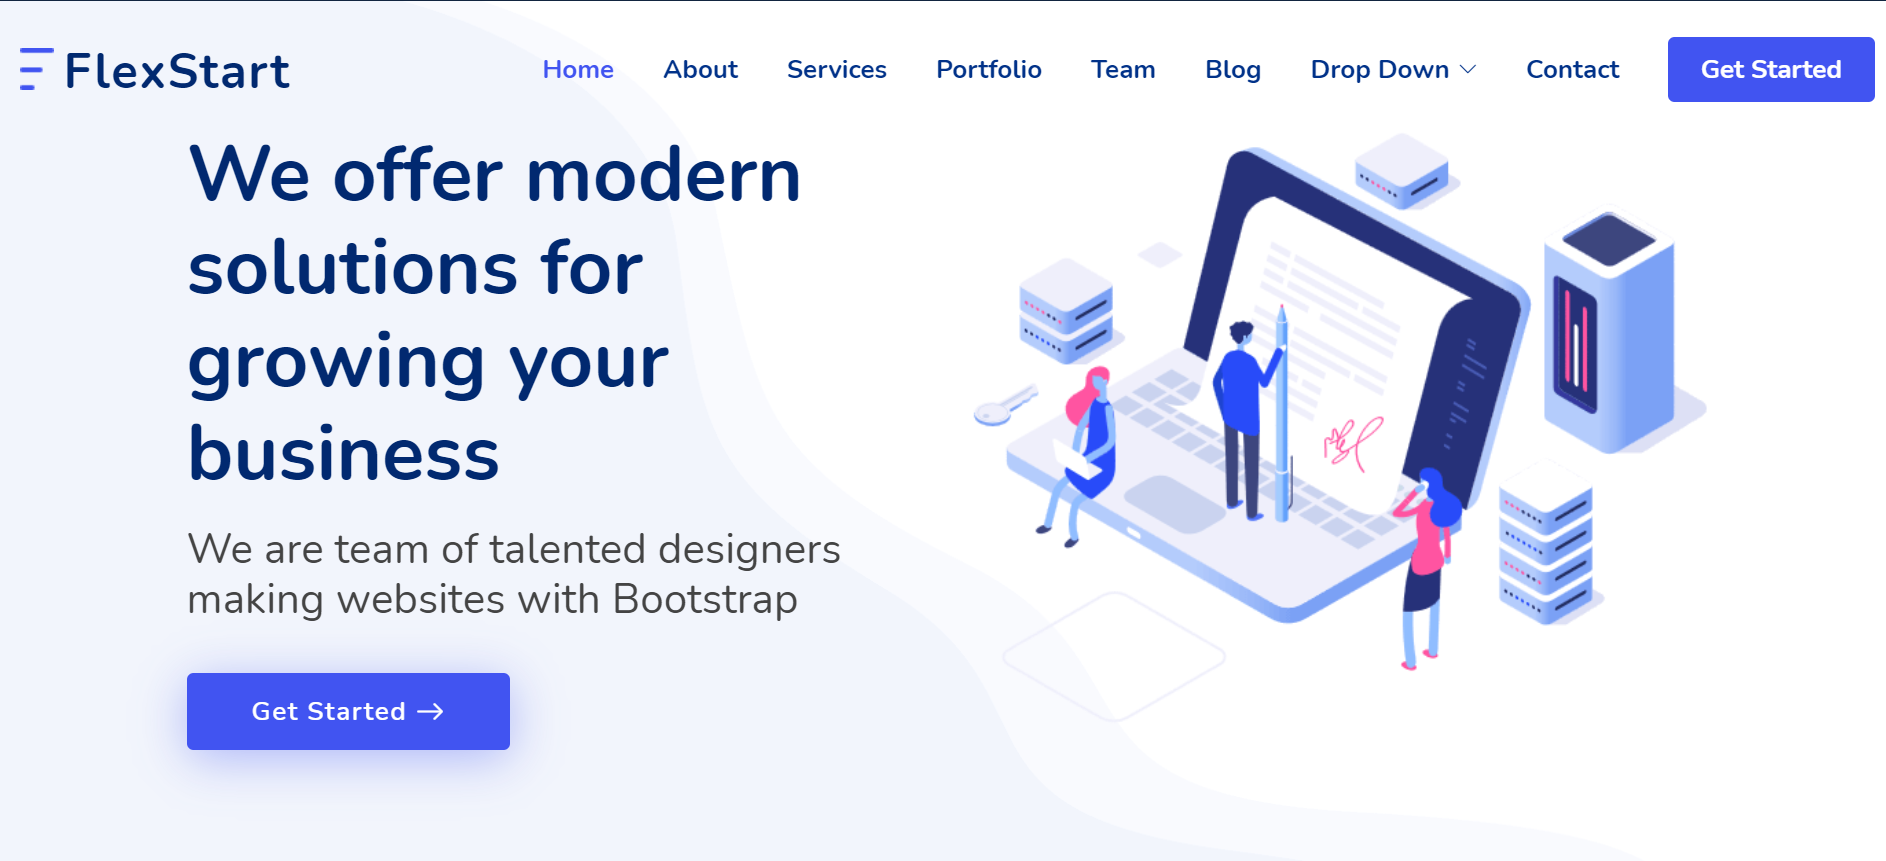 FlexStart
Home About Services Portfolio Team Blog Drop Down Contact Get Started
We offer modern
solutions for
growing your
business
We are team of talented designers
making websites with Bootstrap
Get Started →